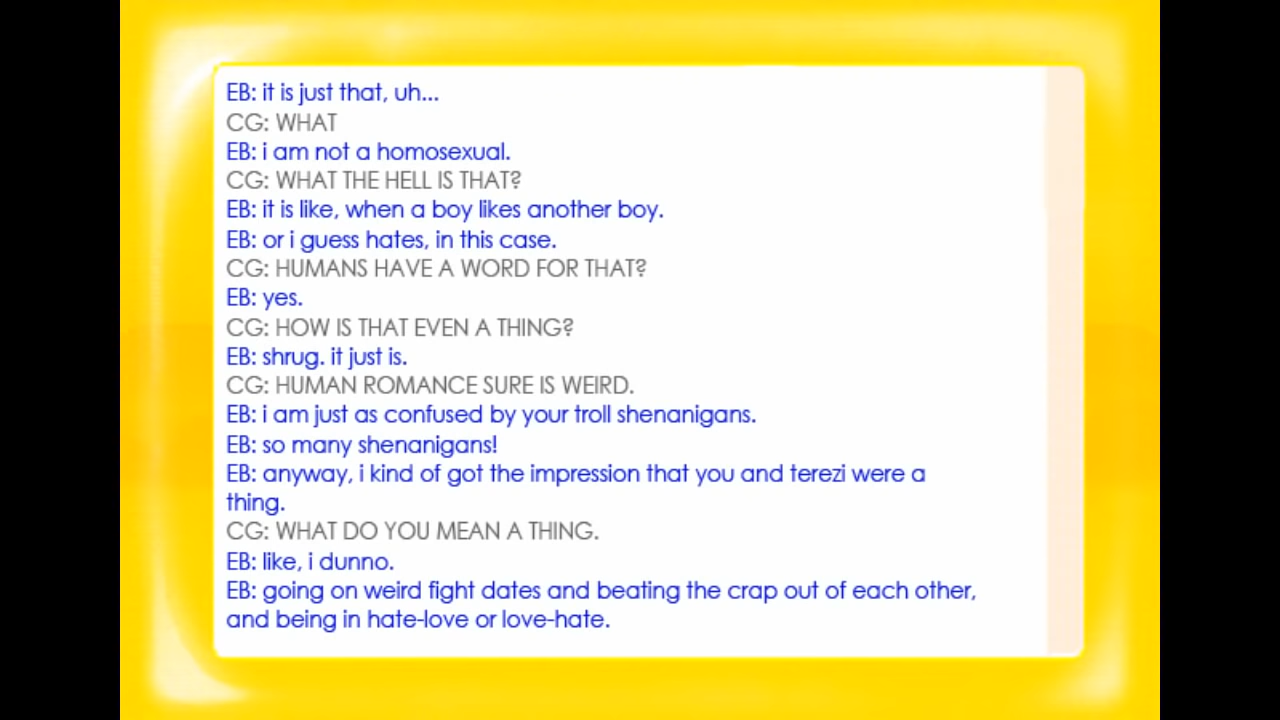 EB: it is just that, uh...
CG: WHAT
EB: i am not a homosexual.
CG: WHAT THE HELL IS THAT?
EB: it is like, when a boy likes another boy.
EB: or i guess hates, in this case.
CG: HUMANS HAVE A WORD FOR THAT?
EB: yes.
CG: HOW IS THAT EVEN A THING?
EB: shrug. it just is.
CG: HUMAN ROMANCE SURE IS WEIRD.
EB: i am just as confused by your troll shenanigans.
EB: so many shenanigans!
EB: anyway, i kind of got the impression that you and terezi were a
thing.
CG: WHAT DO YOU MEAN A THING.
EB: like, i dunno.
EB: going on weird fight dates and beating the crap out of each other,
and being in hate-love or love-hate.